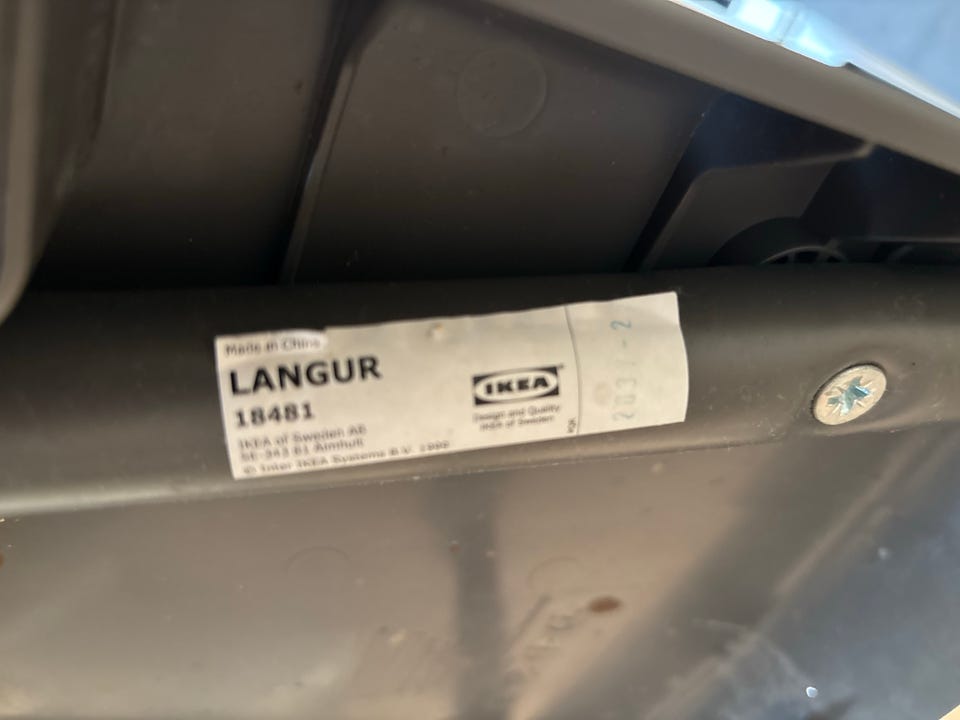 Made in China
LANGUR
18481
IKEA of Sweden AB
SE-343 81 Älmhult
© Inter IKEA Systems B.V. 1999
IKEA
Design and Quality
IKEA of Sweden